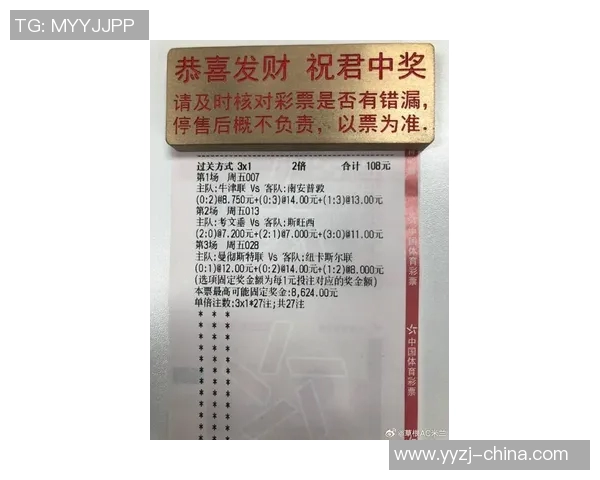 TG: MYYJJPP
恭喜发财 祝君中奖
请及时核对彩票是否有错漏，
停售后概不负责，以票为准.
过关方式 3x1 2倍 合计 108元
第1场 周五007
主队:牛津联 Vs 客队:南安普敦
(0:2)@8.750元+(0:3)@14.00元+(1:3)@13.00元
第2场 周五013
主队:考文垂 Vs 客队:斯旺西
(2:0)@7.200元+(2:1)@7.000元+(3:0)@11.00元
第3场 周五028
主队:曼彻斯特联 Vs 客队:纽卡斯尔联
(0:1)@12.00元+(0:2)@14.00元+(1:2)@8.000元
(选项固定奖金额为每1元投注对应的奖金额)
本票最高可能固定奖金:8,624.00元
单倍注数:3x1*27注;共27注
* * * *
* * * *
* * * *
* * * *
* * * *
* * * *
* * * *
* * * *
* * * *
* * * *
中国体育彩票
中国体育彩票
@草根AC米兰
www.yyzj-china.com